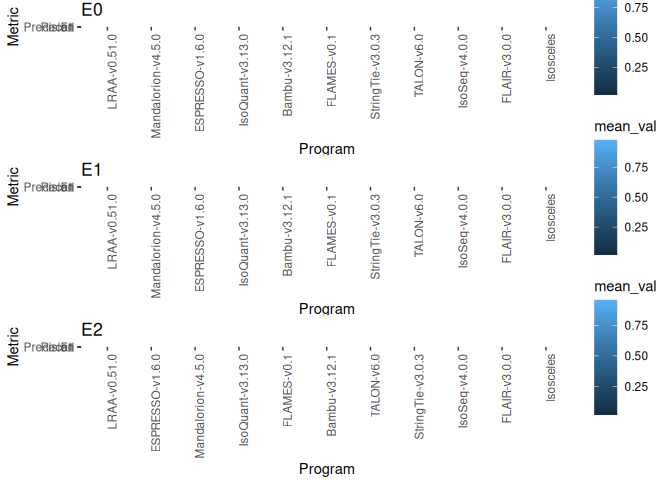 E0
Metric
0.75
0.50
0.25
LRAA-v0.51.0
Mandalorion-v4.5.0
ESPRESSO-v1.6.0
IsoQuant-v3.13.0
Bambu-v3.12.1
FLAMES-v0.1
StringTie-v3.0.3
TALON-v6.0
IsoSeq-v4.0.0
FLAIR-v3.0.0
Isosceles
Program
E1
Metric
mean_val
0.75
0.50
0.25
LRAA-v0.51.0
Mandalorion-v4.5.0
ESPRESSO-v1.6.0
IsoQuant-v3.13.0
Bambu-v3.12.1
FLAMES-v0.1
StringTie-v3.0.3
TALON-v6.0
IsoSeq-v4.0.0
FLAIR-v3.0.0
Isosceles
Program
E2
Metric
mean_val
0.75
0.50
0.25
LRAA-v0.51.0
ESPRESSO-v1.6.0
Mandalorion-v4.5.0
IsoQuant-v3.13.0
FLAMES-v0.1
Bambu-v3.12.1
TALON-v6.0
StringTie-v3.0.3
IsoSeq-v4.0.0
FLAIR-v3.0.0
Isosceles
Program